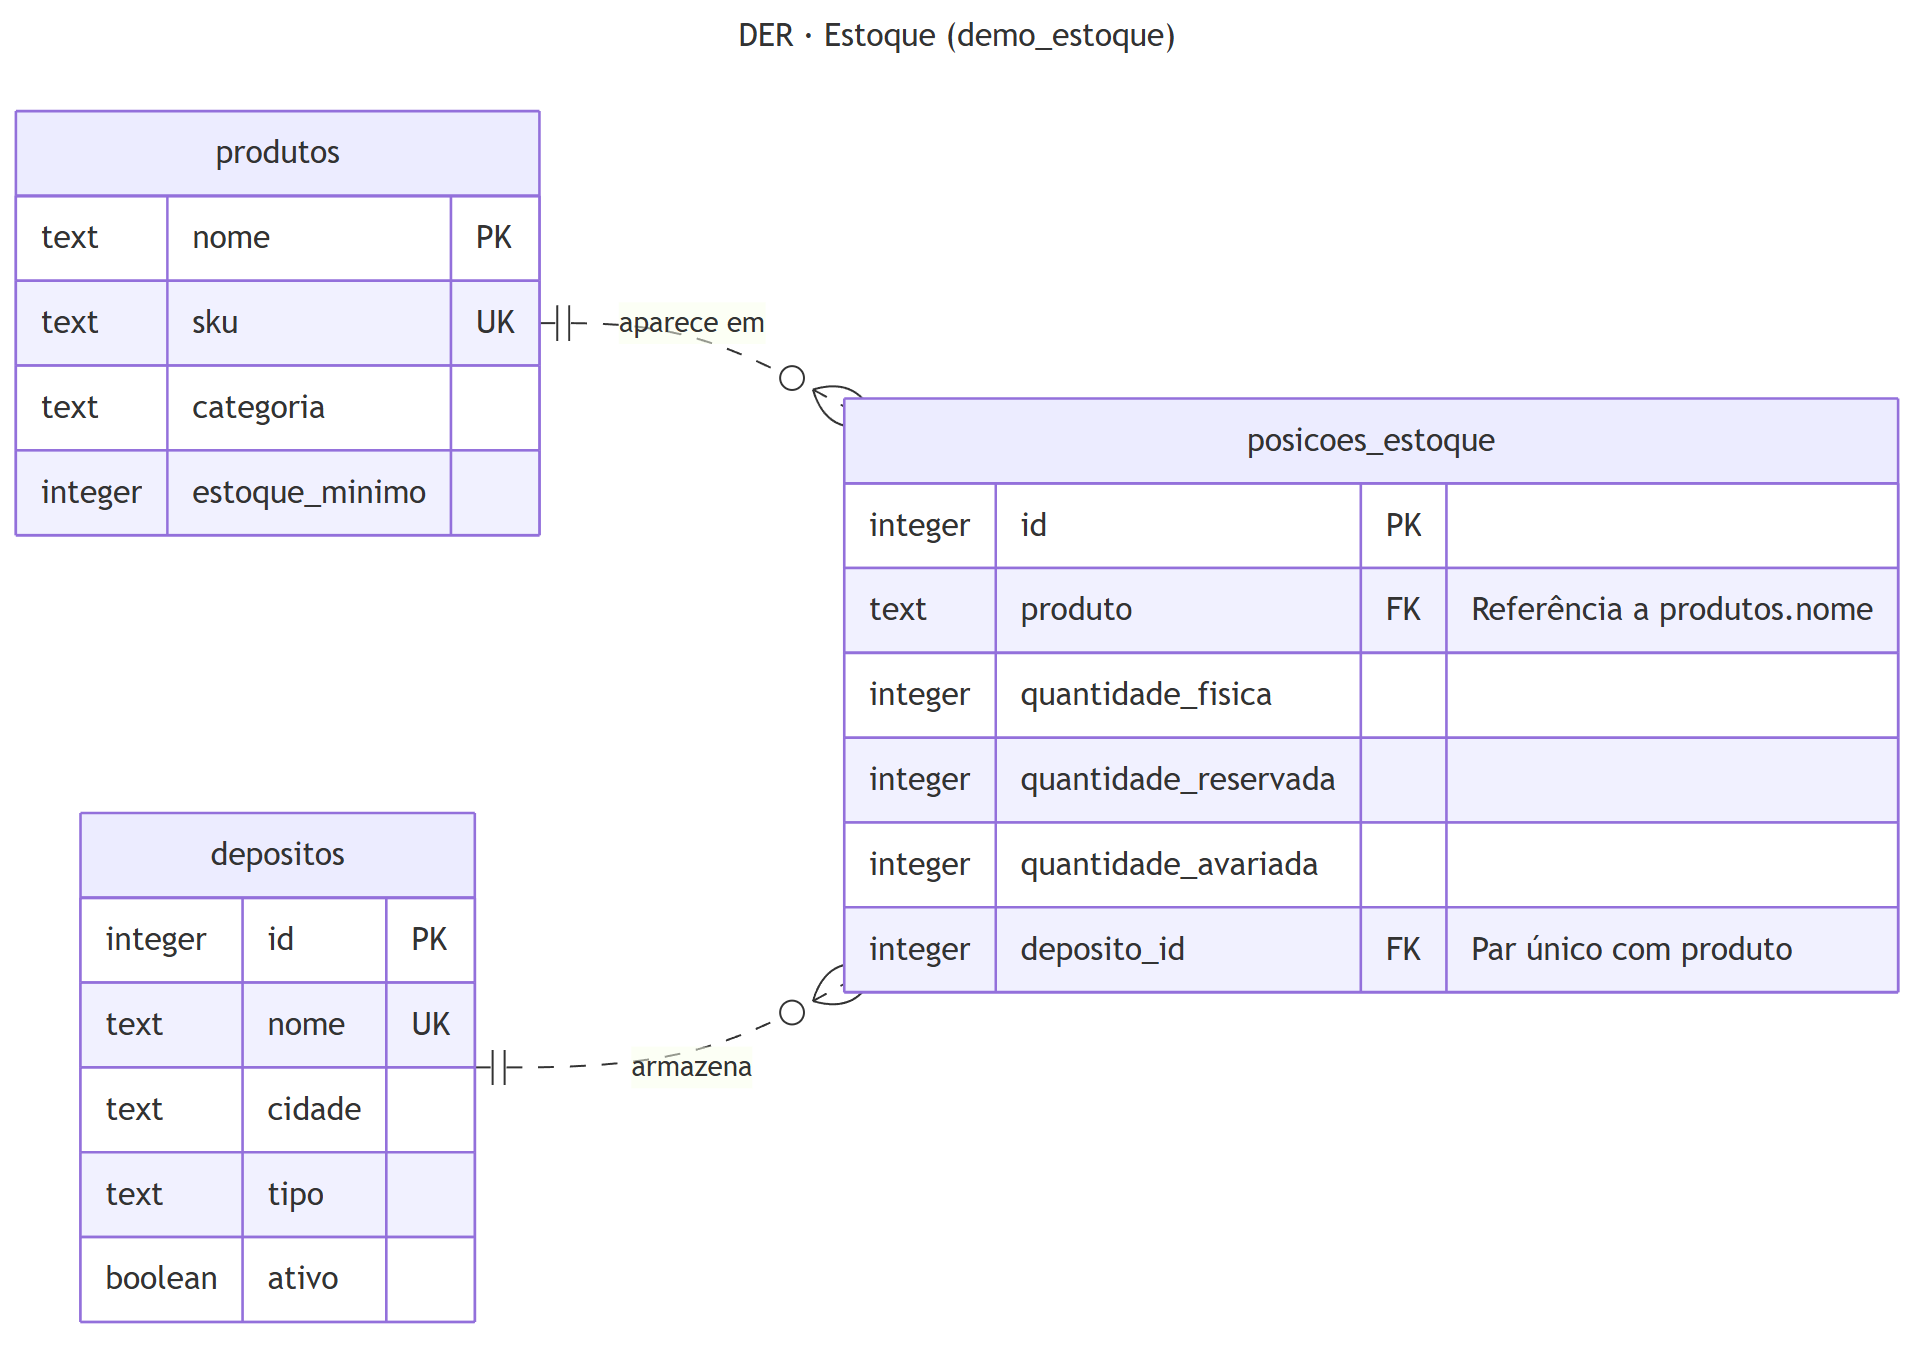 DER · Estoque (demo_estoque)
produtos
text nome PK
text sku UK
text categoria
integer estoque_minimo
aparece em
posicoes_estoque
integer id PK
text produto FK Referência a produtos.nome
integer quantidade_fisica
integer quantidade_reservada
integer quantidade_avariada
integer deposito_id FK Par único com produto
depositos
integer id PK
text nome UK
text cidade
text tipo
boolean ativo
armazena